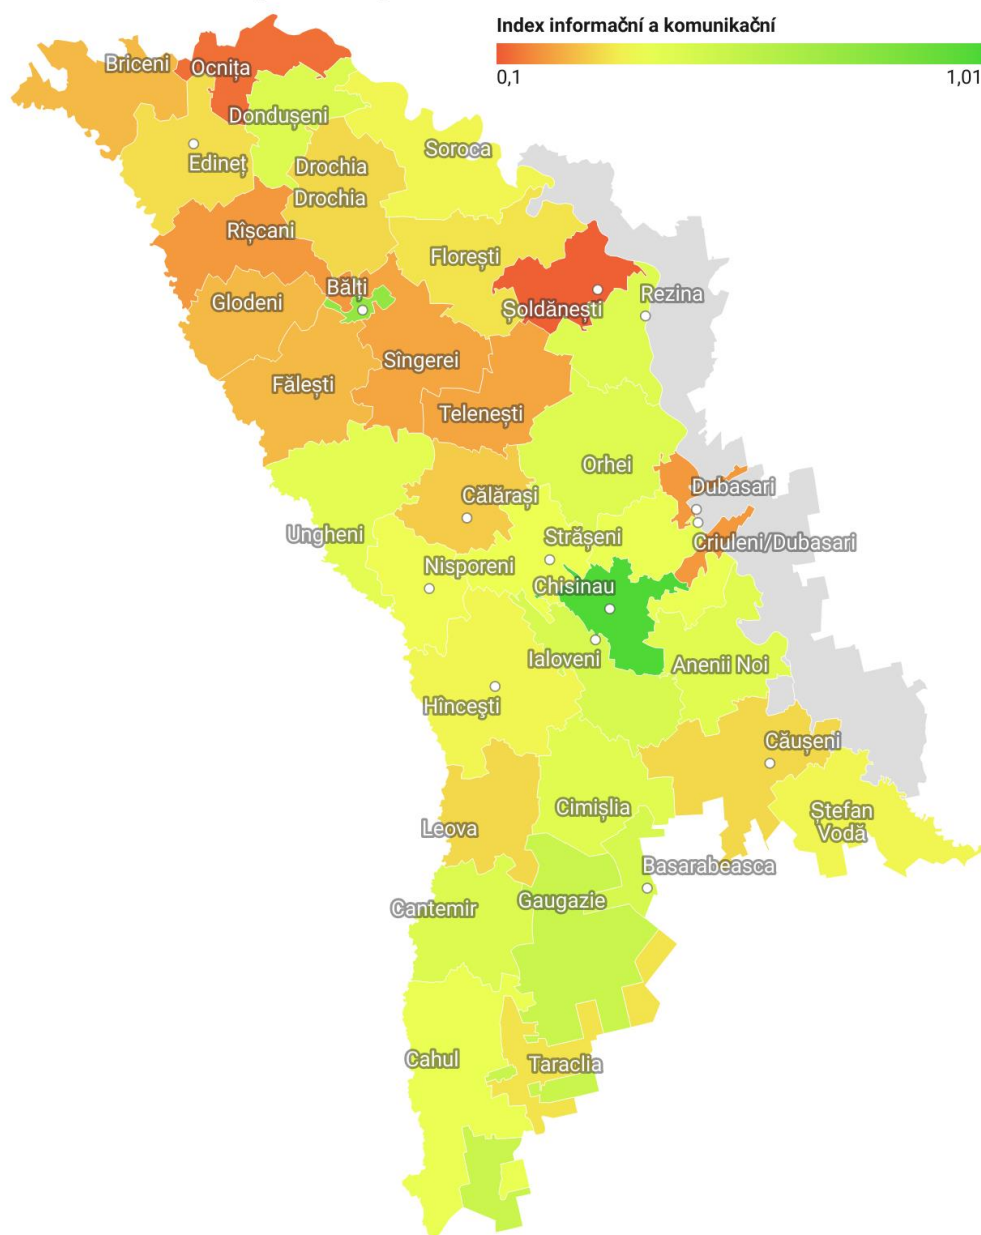 Index informační a komunikační
0,1
1,01
Briceni
Ocnița
Dondușeni
Soroca
Edineț
Drochia
Drochia
Rîșcani
Florești
Bălți
Glodeni
Șoldănești
Rezina
Sîngerei
Fălești
Telenești
Orhei
Dubasari
Călărași
Ungheni
Strășeni
Criuleni/Dubasari
Nisporeni
Chisinau
Ialoveni
Anenii Noi
Hînceşti
Căușeni
Cimișlia
Ștefan
Vodă
Leova
Basarabeasca
Gaugazie
Cantemir
Cahul
Taraclia